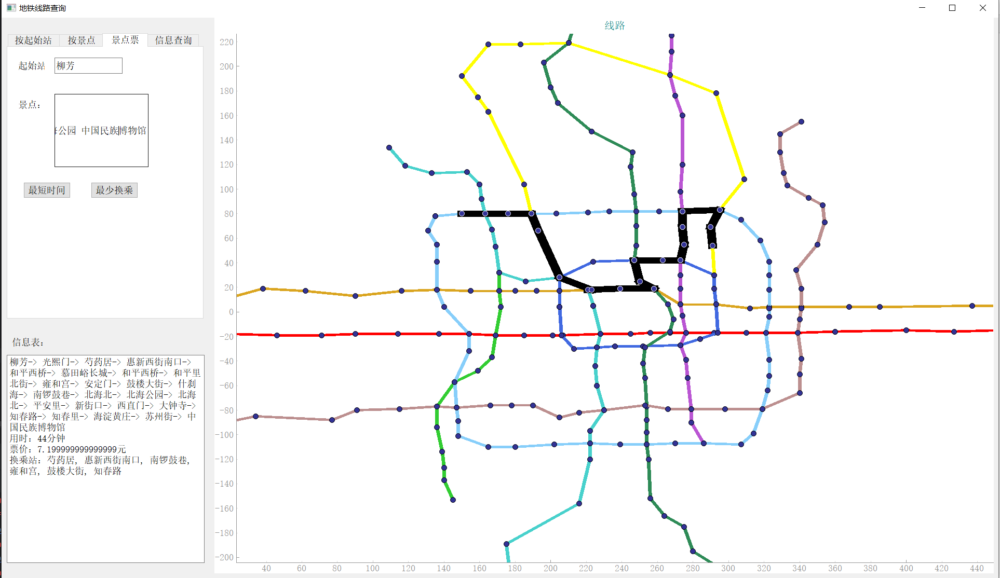 地铁线路查询
按起始站 按景点 景点票 信息查询
起始站 柳芳
景点:
公园 中国民族博物馆
最短时间 最少换乘
信息表:
柳芳-> 光熙门-> 芍药居-> 惠新西街南口->
和平西桥-> 慕田峪长城-> 和平西桥-> 和平里
北街-> 雍和宫-> 安定门-> 鼓楼大街-> 什刹
海-> 南锣鼓巷-> 北海北-> 北海公园-> 北海
北-> 平安里-> 新街口-> 西直门-> 大钟寺->
知春路-> 知春里-> 海淀黄庄-> 苏州街-> 中
国民族博物馆
用时: 44分钟
票价: 7.199999999999999元
换乘站: 芍药居, 惠新西街南口, 南锣鼓巷,
雍和宫, 鼓楼大街, 知春路
线路
220
200
180
160
140
120
100
80
60
40
20
0
-20
-40
-60
-80
-100
-120
-140
-160
-180
-200
40 60 80 100 120 140 160 180 200 220 240 260 280 300 320 340 360 380 400 420 440